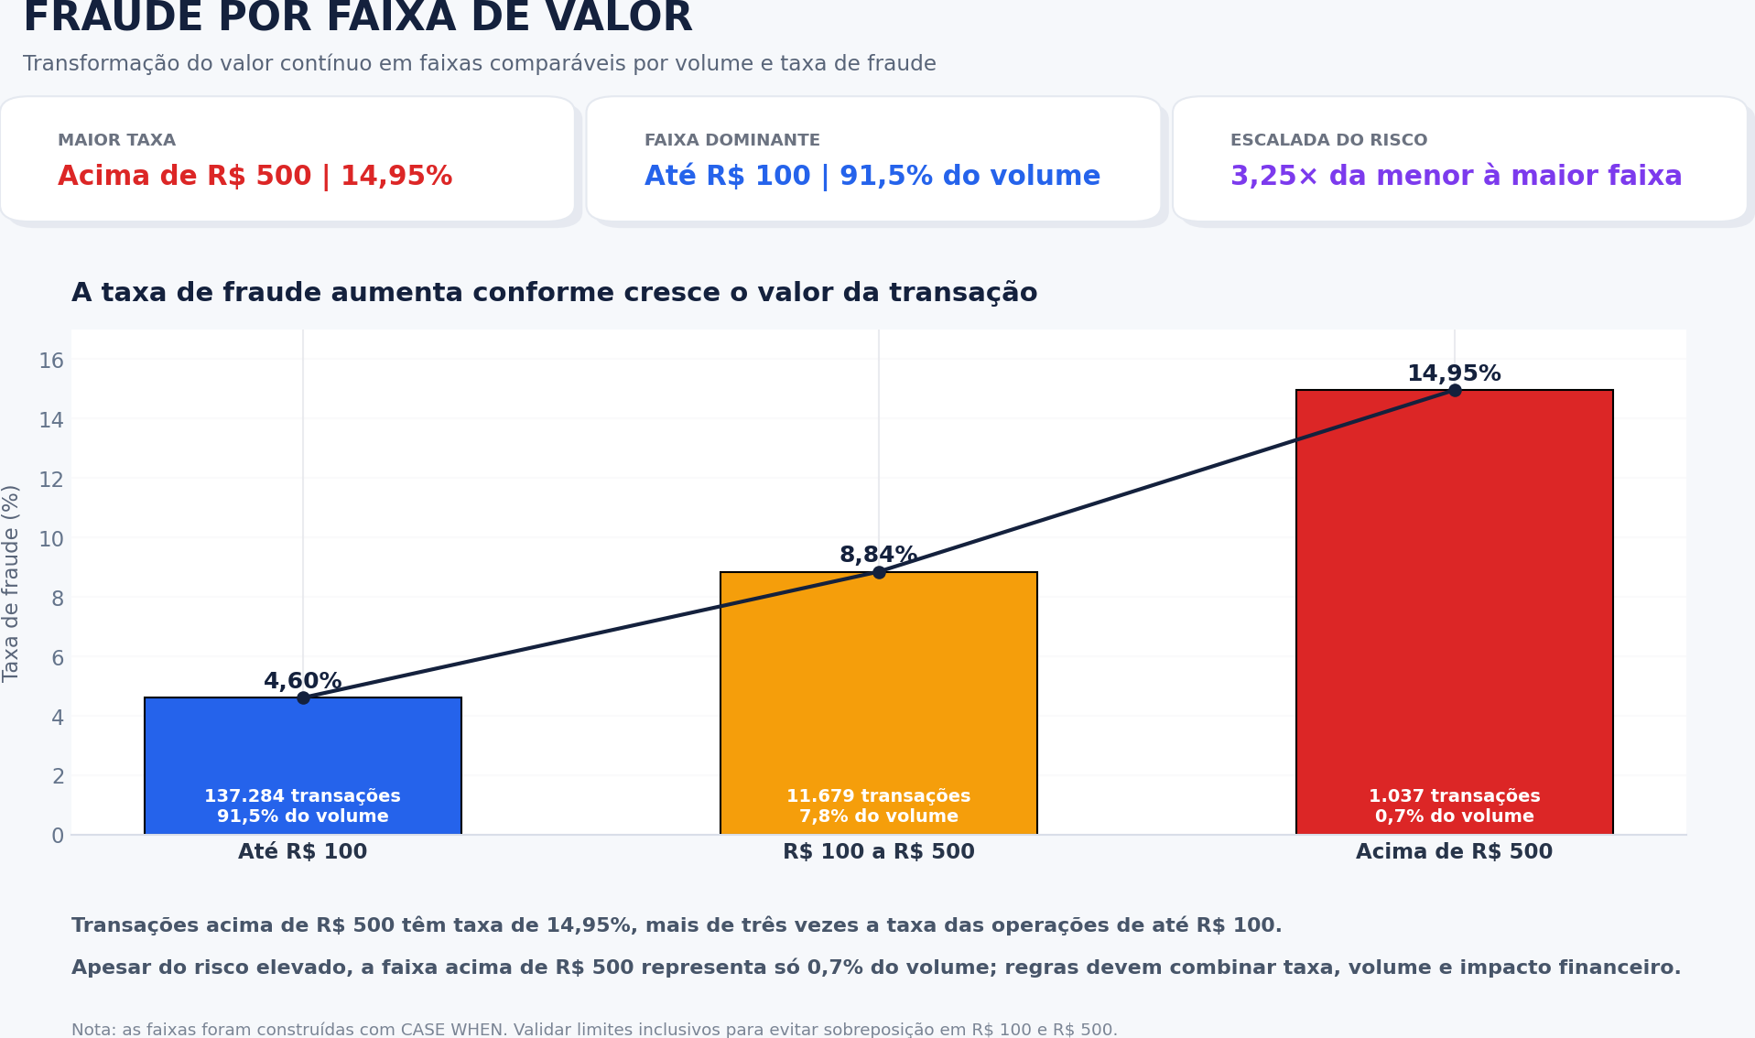 FRAUDE POR FAIXA DE VALOR
Transformação do valor contínuo em faixas comparáveis por volume e taxa de fraude
MAIOR TAXA
Acima de R$ 500 | 14,95%
FAIXA DOMINANTE
Até R$ 100 | 91,5% do volume
ESCALADA DO RISCO
3,25× da menor à maior faixa
A taxa de fraude aumenta conforme cresce o valor da transação
Taxa de fraude (%)
16
14
12
10
8
6
4
2
0
4,60%
137.284 transações
91,5% do volume
8,84%
11.679 transações
7,8% do volume
14,95%
1.037 transações
0,7% do volume
Até R$ 100
R$ 100 a R$ 500
Acima de R$ 500
Transações acima de R$ 500 têm taxa de 14,95%, mais de três vezes a taxa das operações de até R$ 100.
Apesar do risco elevado, a faixa acima de R$ 500 representa só 0,7% do volume; regras devem combinar taxa, volume e impacto financeiro.
Nota: as faixas foram construídas com CASE WHEN. Validar limites inclusivos para evitar sobreposição em R$ 100 e R$ 500.